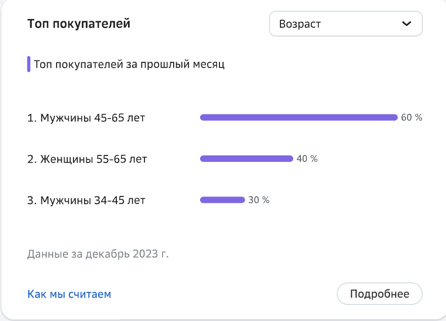 Топ покупателей
Возраст
Топ покупателей за прошлый месяц
1. Мужчины 45-65 лет
60 %
2. Женщины 55-65 лет
40 %
3. Мужчины 34-45 лет
30 %
Данные за декабрь 2023 г.
Как мы считаем
Подробнее